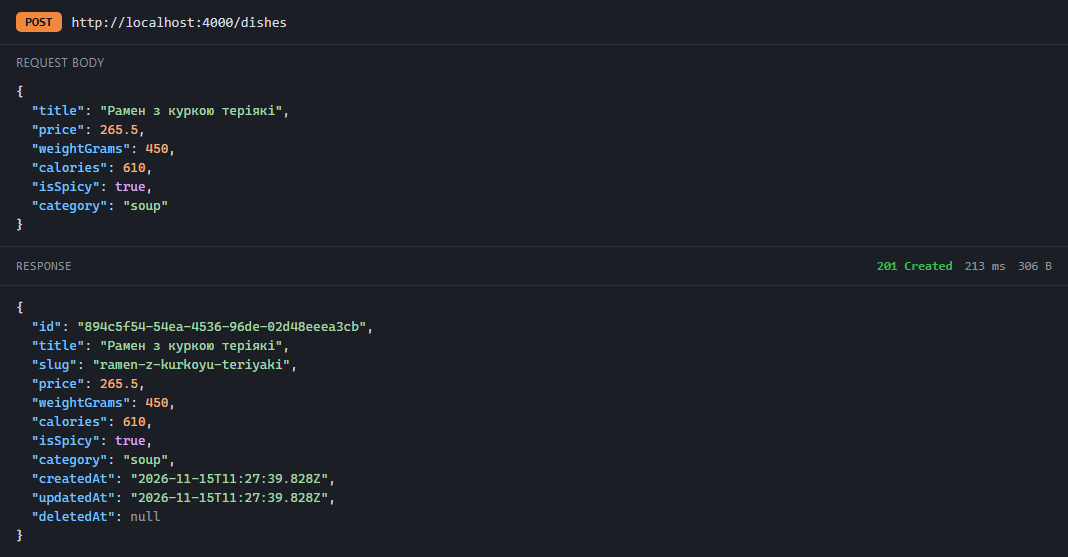 POST http://localhost:4000/dishes
REQUEST BODY
{
  "title": "Рамен з куркою теріякі",
  "price": 265.5,
  "weightGrams": 450,
  "calories": 610,
  "isSpicy": true,
  "category": "soup"
}
RESPONSE 201 Created 213 ms 306 B
{
  "id": "894c5f54-54ea-4536-96de-02d48eeea3cb",
  "title": "Рамен з куркою теріякі",
  "slug": "ramen-z-kurkoyu-teriyaki",
  "price": 265.5,
  "weightGrams": 450,
  "calories": 610,
  "isSpicy": true,
  "category": "soup",
  "createdAt": "2026-11-15T11:27:39.828Z",
  "updatedAt": "2026-11-15T11:27:39.828Z",
  "deletedAt": null
}